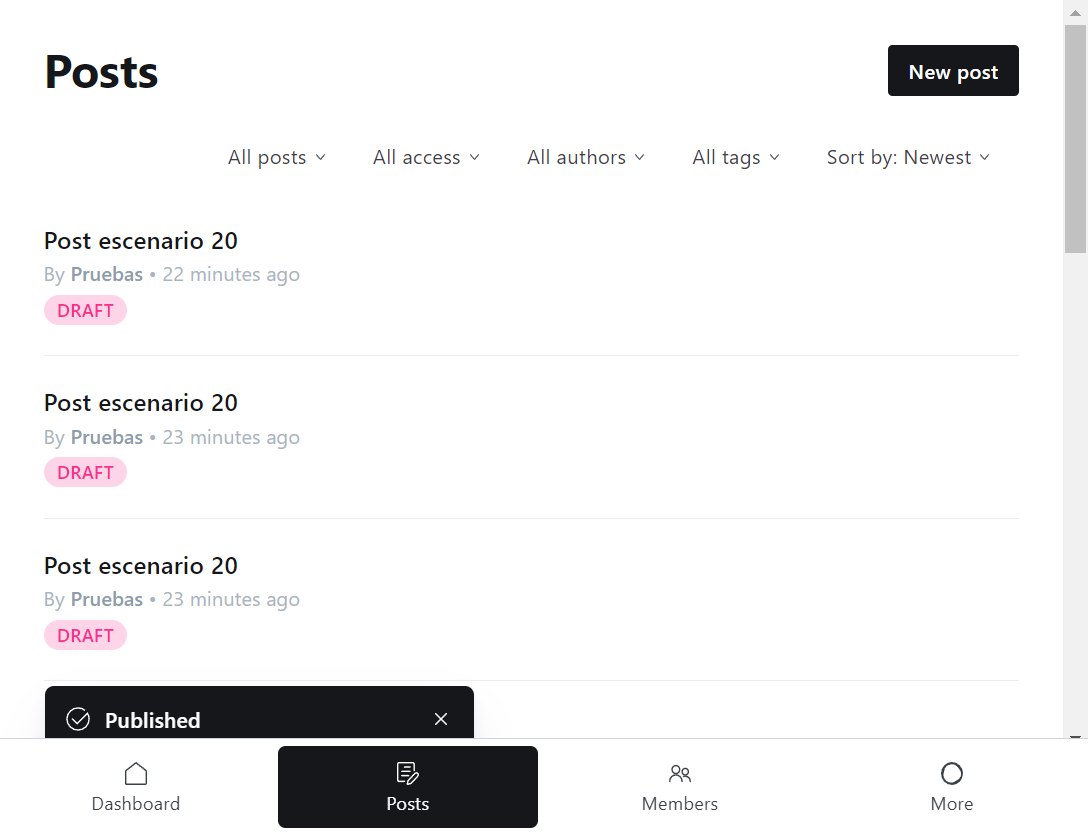 Posts
New post
All posts All access All authors All tags Sort by: Newest
Post escenario 20
By Pruebas • 22 minutes ago
DRAFT
Post escenario 20
By Pruebas • 23 minutes ago
DRAFT
Post escenario 20
By Pruebas • 23 minutes ago
DRAFT
Published
Dashboard Posts Members More